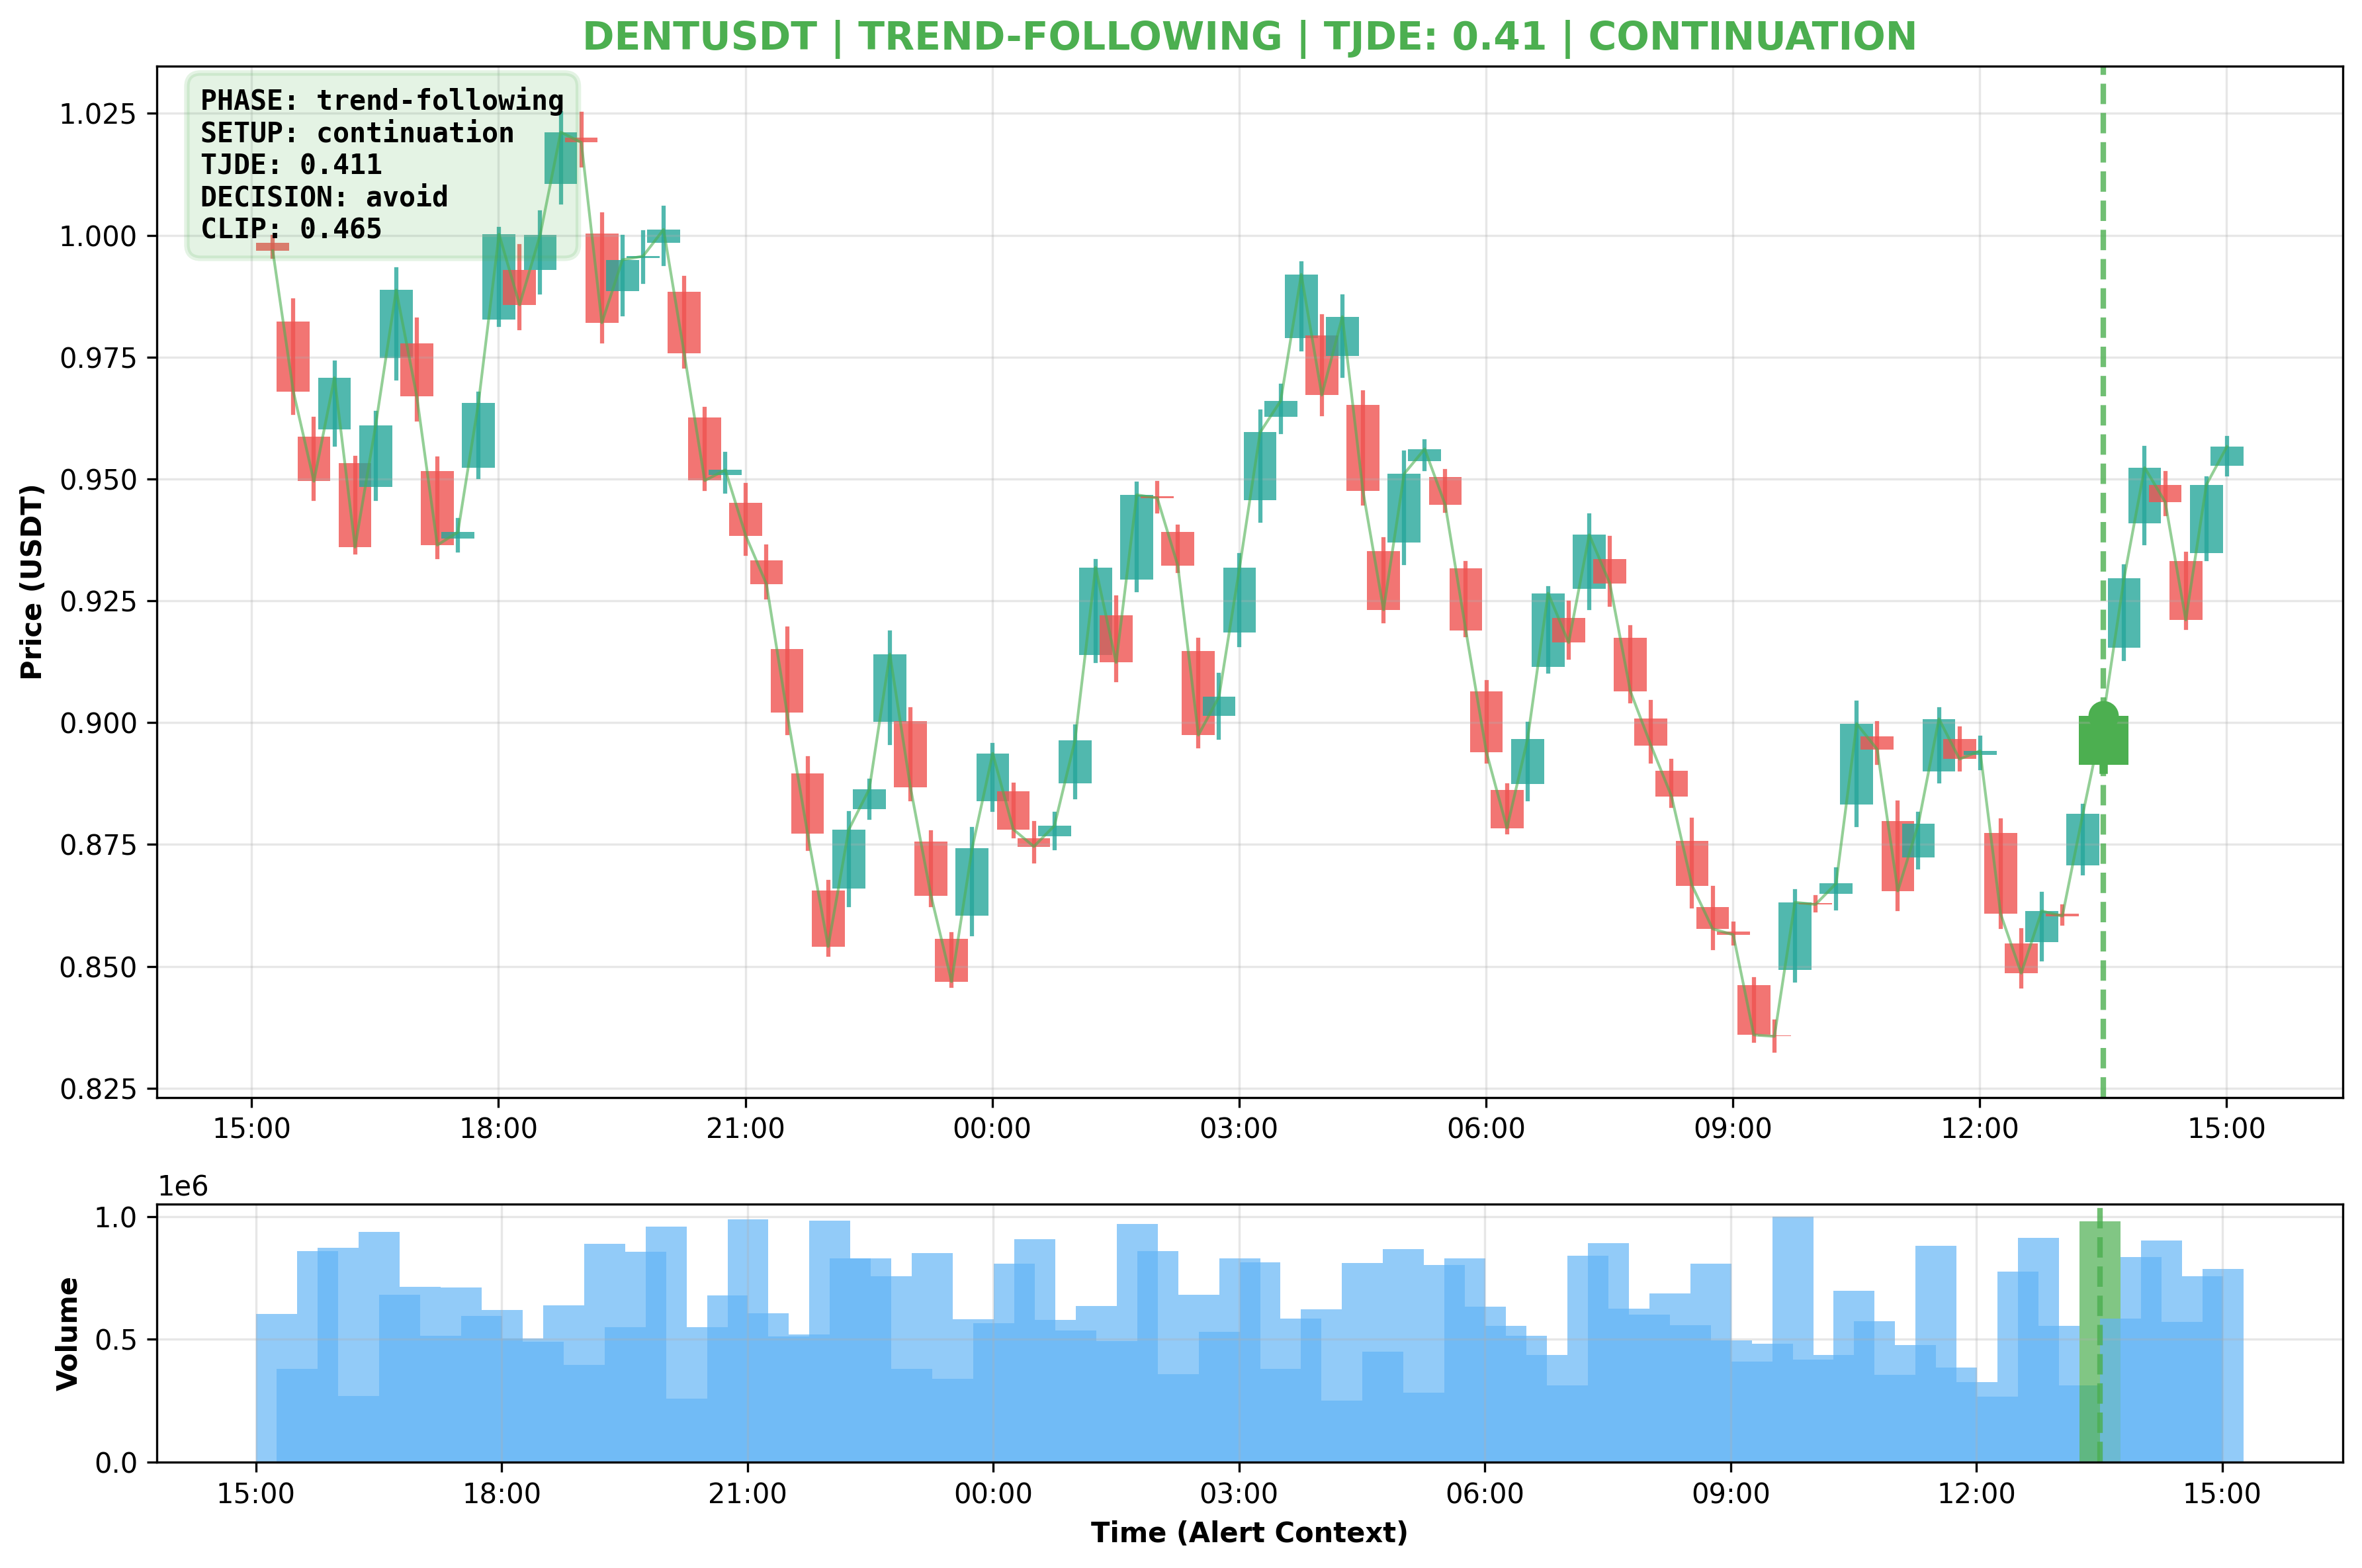 DENTUSDT | TREND-FOLLOWING | TJDE: 0.41 | CONTINUATION
PHASE: trend-following
SETUP: continuation
TJDE: 0.411
DECISION: avoid
CLIP: 0.465
Price (USDT)
1.025
1.000
0.975
0.950
0.925
0.900
0.875
0.850
0.825
15:00 18:00 21:00 00:00 03:00 06:00 09:00 12:00 15:00
1e6
Volume
1.0
0.5
0.0
15:00 18:00 21:00 00:00 03:00 06:00 09:00 12:00 15:00
Time (Alert Context)